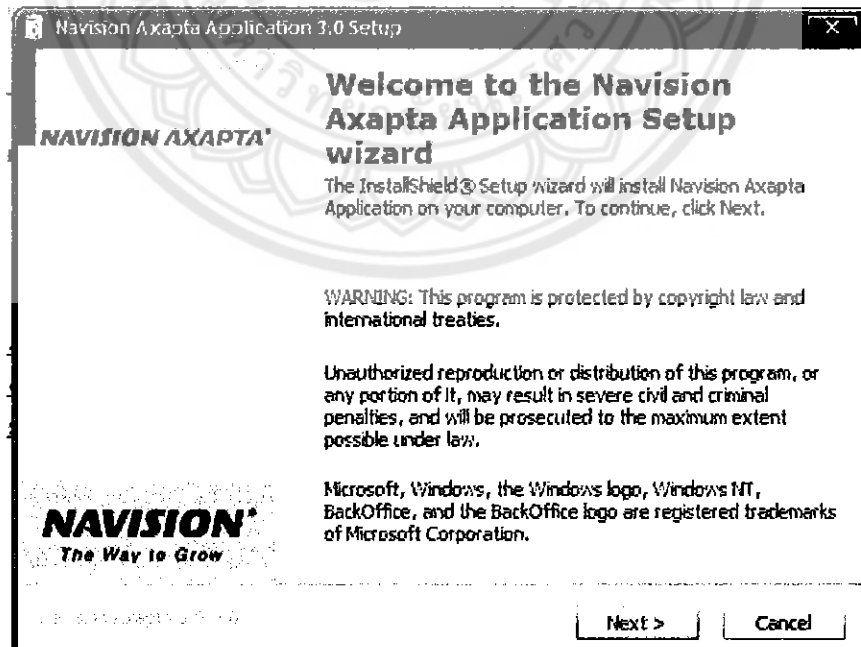 Navision Axapta Application 3.0 Setup
NAVISION AXAPTA
Welcome to the Navision
Axapta Application Setup
wizard
The InstallShield® Setup wizard will install Navision Axapta
Application on your computer. To continue, click Next.
WARNING: This program is protected by copyright law and
international treaties.
Unauthorized reproduction or distribution of this program, or
any portion of it, may result in severe civil and criminal
penalties, and will be prosecuted to the maximum extent
possible under law.
Microsoft, Windows, the Windows logo, Windows NT,
BackOffice, and the BackOffice logo are registered trademarks
of Microsoft Corporation.
NAVISION
The Way to Grow
Next >
Cancel